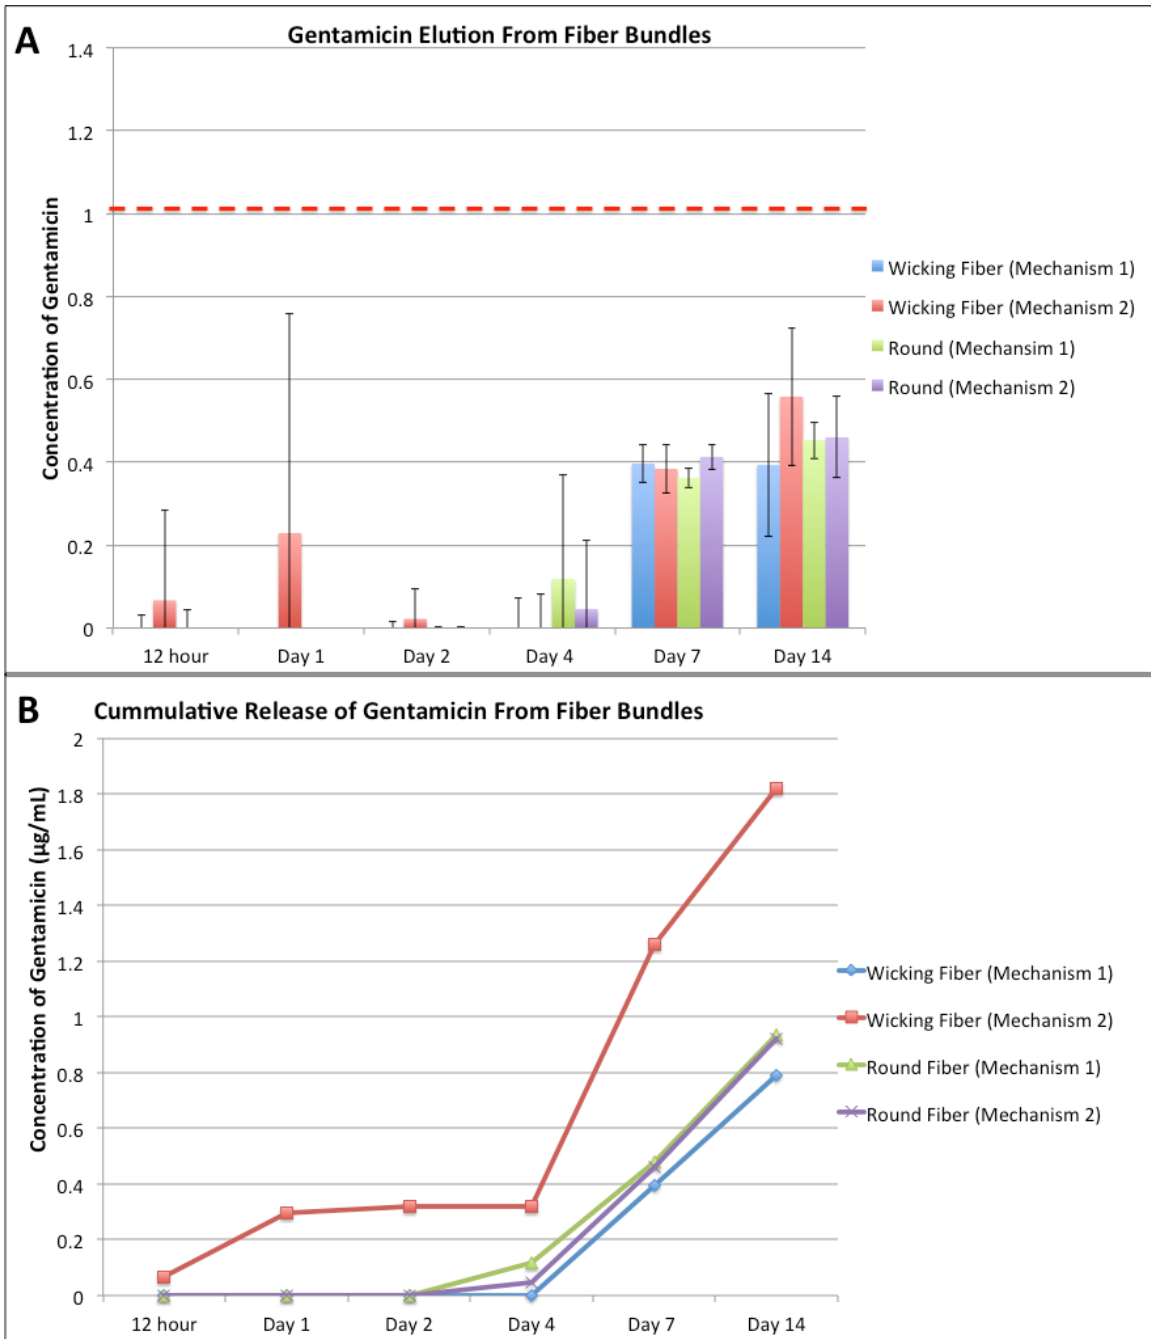 A
Gentamicin Elution From Fiber Bundles
Concentration of Gentamicin
1.4
1.2
1
0.8
0.6
0.4
0.2
0
12 hour
Day 1
Day 2
Day 4
Day 7
Day 14
Wicking Fiber (Mechanism 1)
Wicking Fiber (Mechanism 2)
Round (Mechansim 1)
Round (Mechanism 2)
B
Cummulative Release of Gentamicin From Fiber Bundles
Concentration of Gentamicin (µg/mL)
2
1.8
1.6
1.4
1.2
1
0.8
0.6
0.4
0.2
0
12 hour
Day 1
Day 2
Day 4
Day 7
Day 14
Wicking Fiber (Mechanism 1)
Wicking Fiber (Mechanism 2)
Round Fiber (Mechanism 1)
Round Fiber (Mechanism 2)